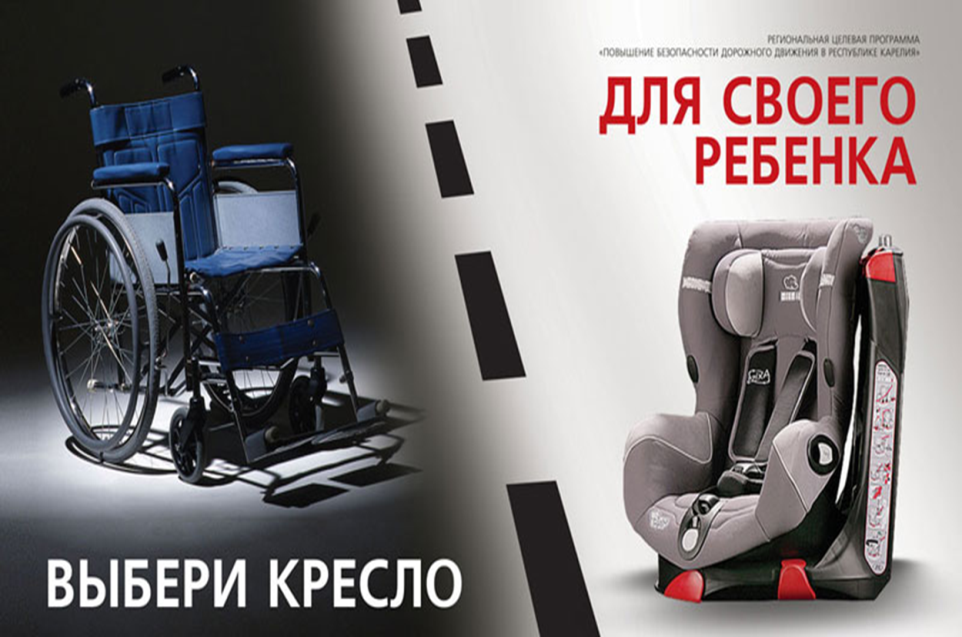 РЕГИОНАЛЬНАЯ ЦЕЛЕВАЯ ПРОГРАММА
«ПОВЫШЕНИЕ БЕЗОПАСНОСТИ ДОРОЖНОГО ДВИЖЕНИЯ В РЕСПУБЛИКЕ КАРЕЛИЯ»
ДЛЯ СВОЕГО
РЕБЕНКА
ВЫБЕРИ КРЕСЛО